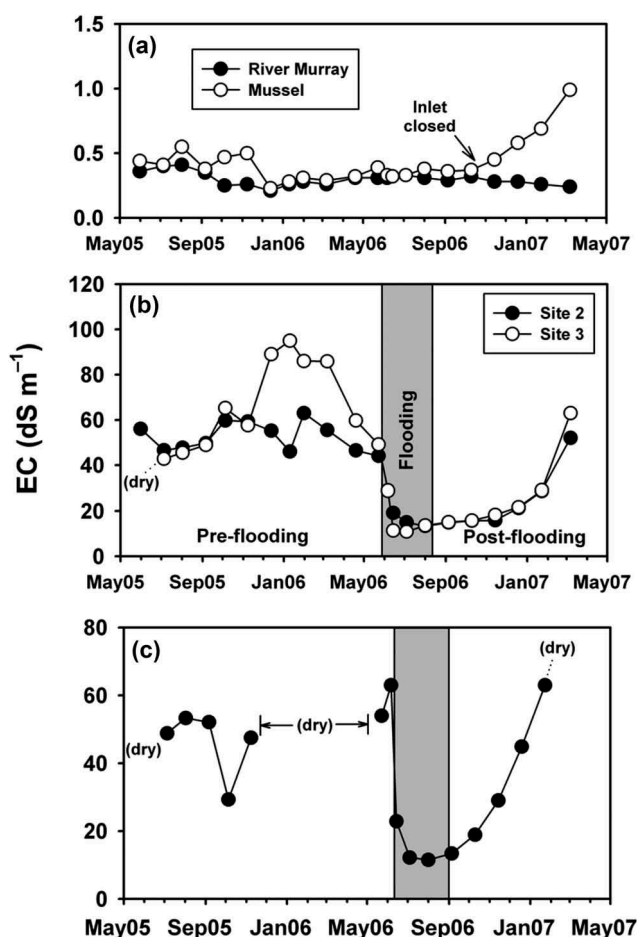 1.5
(a)
River Murray
Mussel
1.0
Inlet
closed
0.5
0.0
May05 Sep05 Jan06 May06 Sep06 Jan07 May07
120
(b)
Site 2
Site 3
100
80
60
40
20
0
(dry)
Flooding
Pre-flooding
Post-flooding
May05 Sep05 Jan06 May06 Sep06 Jan07 May07
EC (dS m⁻¹)
80
(c)
(dry)
60
(dry)
(dry)
40
20
0
May05 Sep05 Jan06 May06 Sep06 Jan07 May07